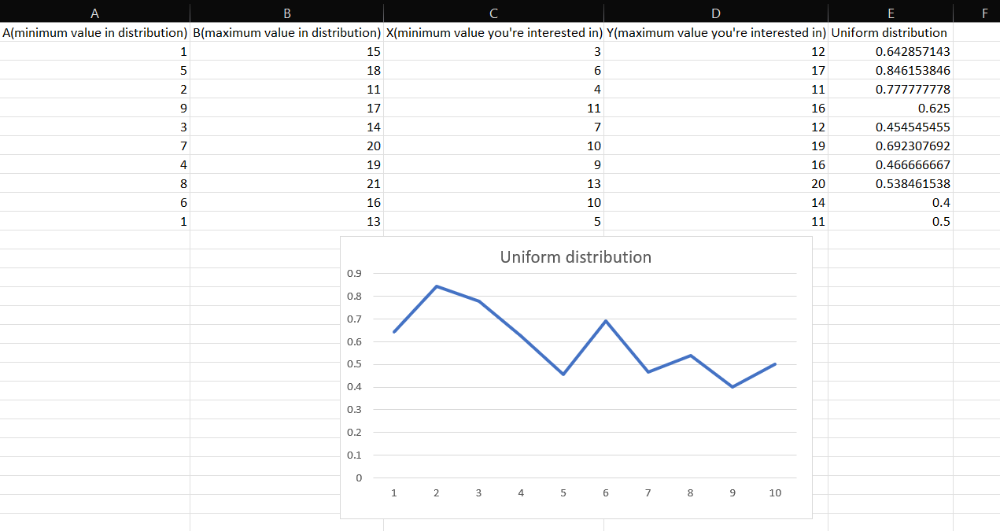 A B C D E F
A(minimum value in distribution) B(maximum value in distribution) X(minimum value you're interested in) Y(maximum value you're interested in) Uniform distribution
1 15 3 12 0.642857143
5 18 6 17 0.846153846
2 11 4 11 0.777777778
9 17 11 16 0.625
3 14 7 12 0.454545455
7 20 10 19 0.692307692
4 19 9 16 0.466666667
8 21 13 20 0.538461538
6 16 10 14 0.4
1 13 5 11 0.5
Uniform distribution
0.9
0.8
0.7
0.6
0.5
0.4
0.3
0.2
0.1
0
1 2 3 4 5 6 7 8 9 10